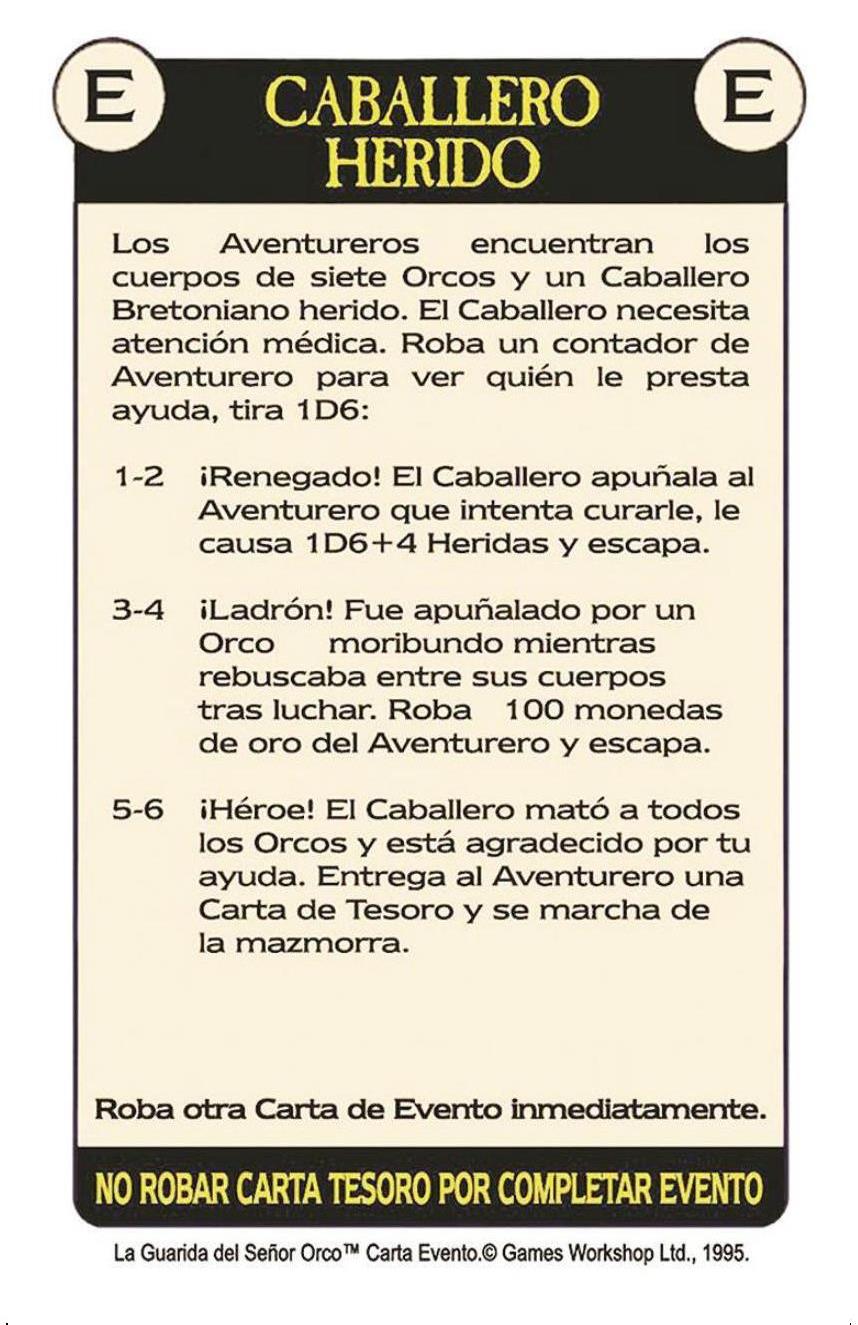 E CABALLERO E
HERIDO
Los Aventureros encuentran los
cuerpos de siete Orcos y un Caballero
Bretoniano herido. El Caballero necesita
atención médica. Roba un contador de
Aventurero para ver quién le presta
ayuda, tira 1D6:
1-2 ¡Renegado! El Caballero apuñala al
Aventurero que intenta curarle, le
causa 1D6+4 Heridas y escapa.
3-4 ¡Ladrón! Fue apuñalado por un
Orco moribundo mientras
rebuscaba entre sus cuerpos
tras luchar. Roba 100 monedas
de oro del Aventurero y escapa.
5-6 ¡Héroe! El Caballero mató a todos
los Orcos y está agradecido por tu
ayuda. Entrega al Aventurero una
Carta de Tesoro y se marcha de
la mazmorra.
Roba otra Carta de Evento inmediatamente.
NO ROBAR CARTA TESORO POR COMPLETAR EVENTO
La Guarida del Señor Orco™ Carta Evento.© Games Workshop Ltd., 1995.